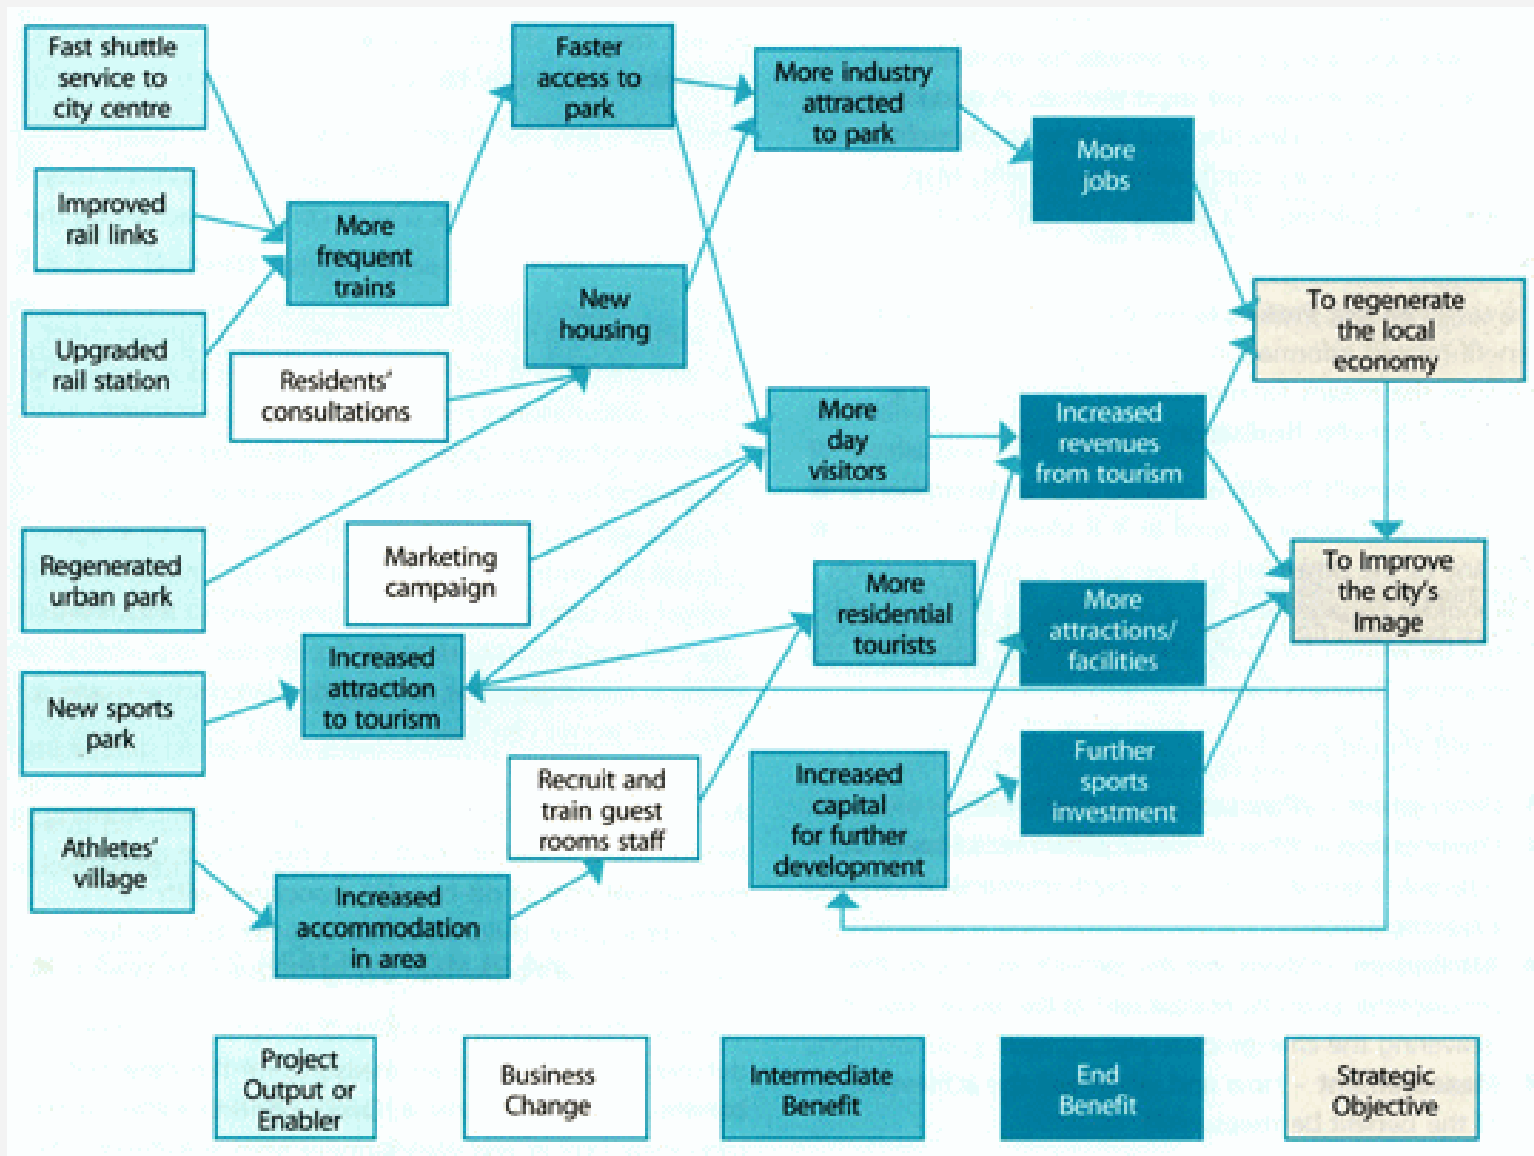 Fast shuttle
service to
city centre
Improved
rail links
Upgraded
rail station
Residents'
consultations
Regenerated
urban park
New sports
park
Athletes'
village
More
frequent
trains
Faster
access to
park
New
housing
Marketing
campaign
Increased
attraction
to tourism
Recruit and
train guest
rooms staff
Increased
accommodation
in area
More industry
attracted
to park
More
day
visitors
More
residential
tourists
Increased
capital
for further
development
More
jobs
Increased
revenues
from tourism
More
attractions/
facilities
Further
sports
investment
To regenerate
the local
economy
To Improve
the city's
Image
Project
Output or
Enabler
Business
Change
Intermediate
Benefit
End
Benefit
Strategic
Objective